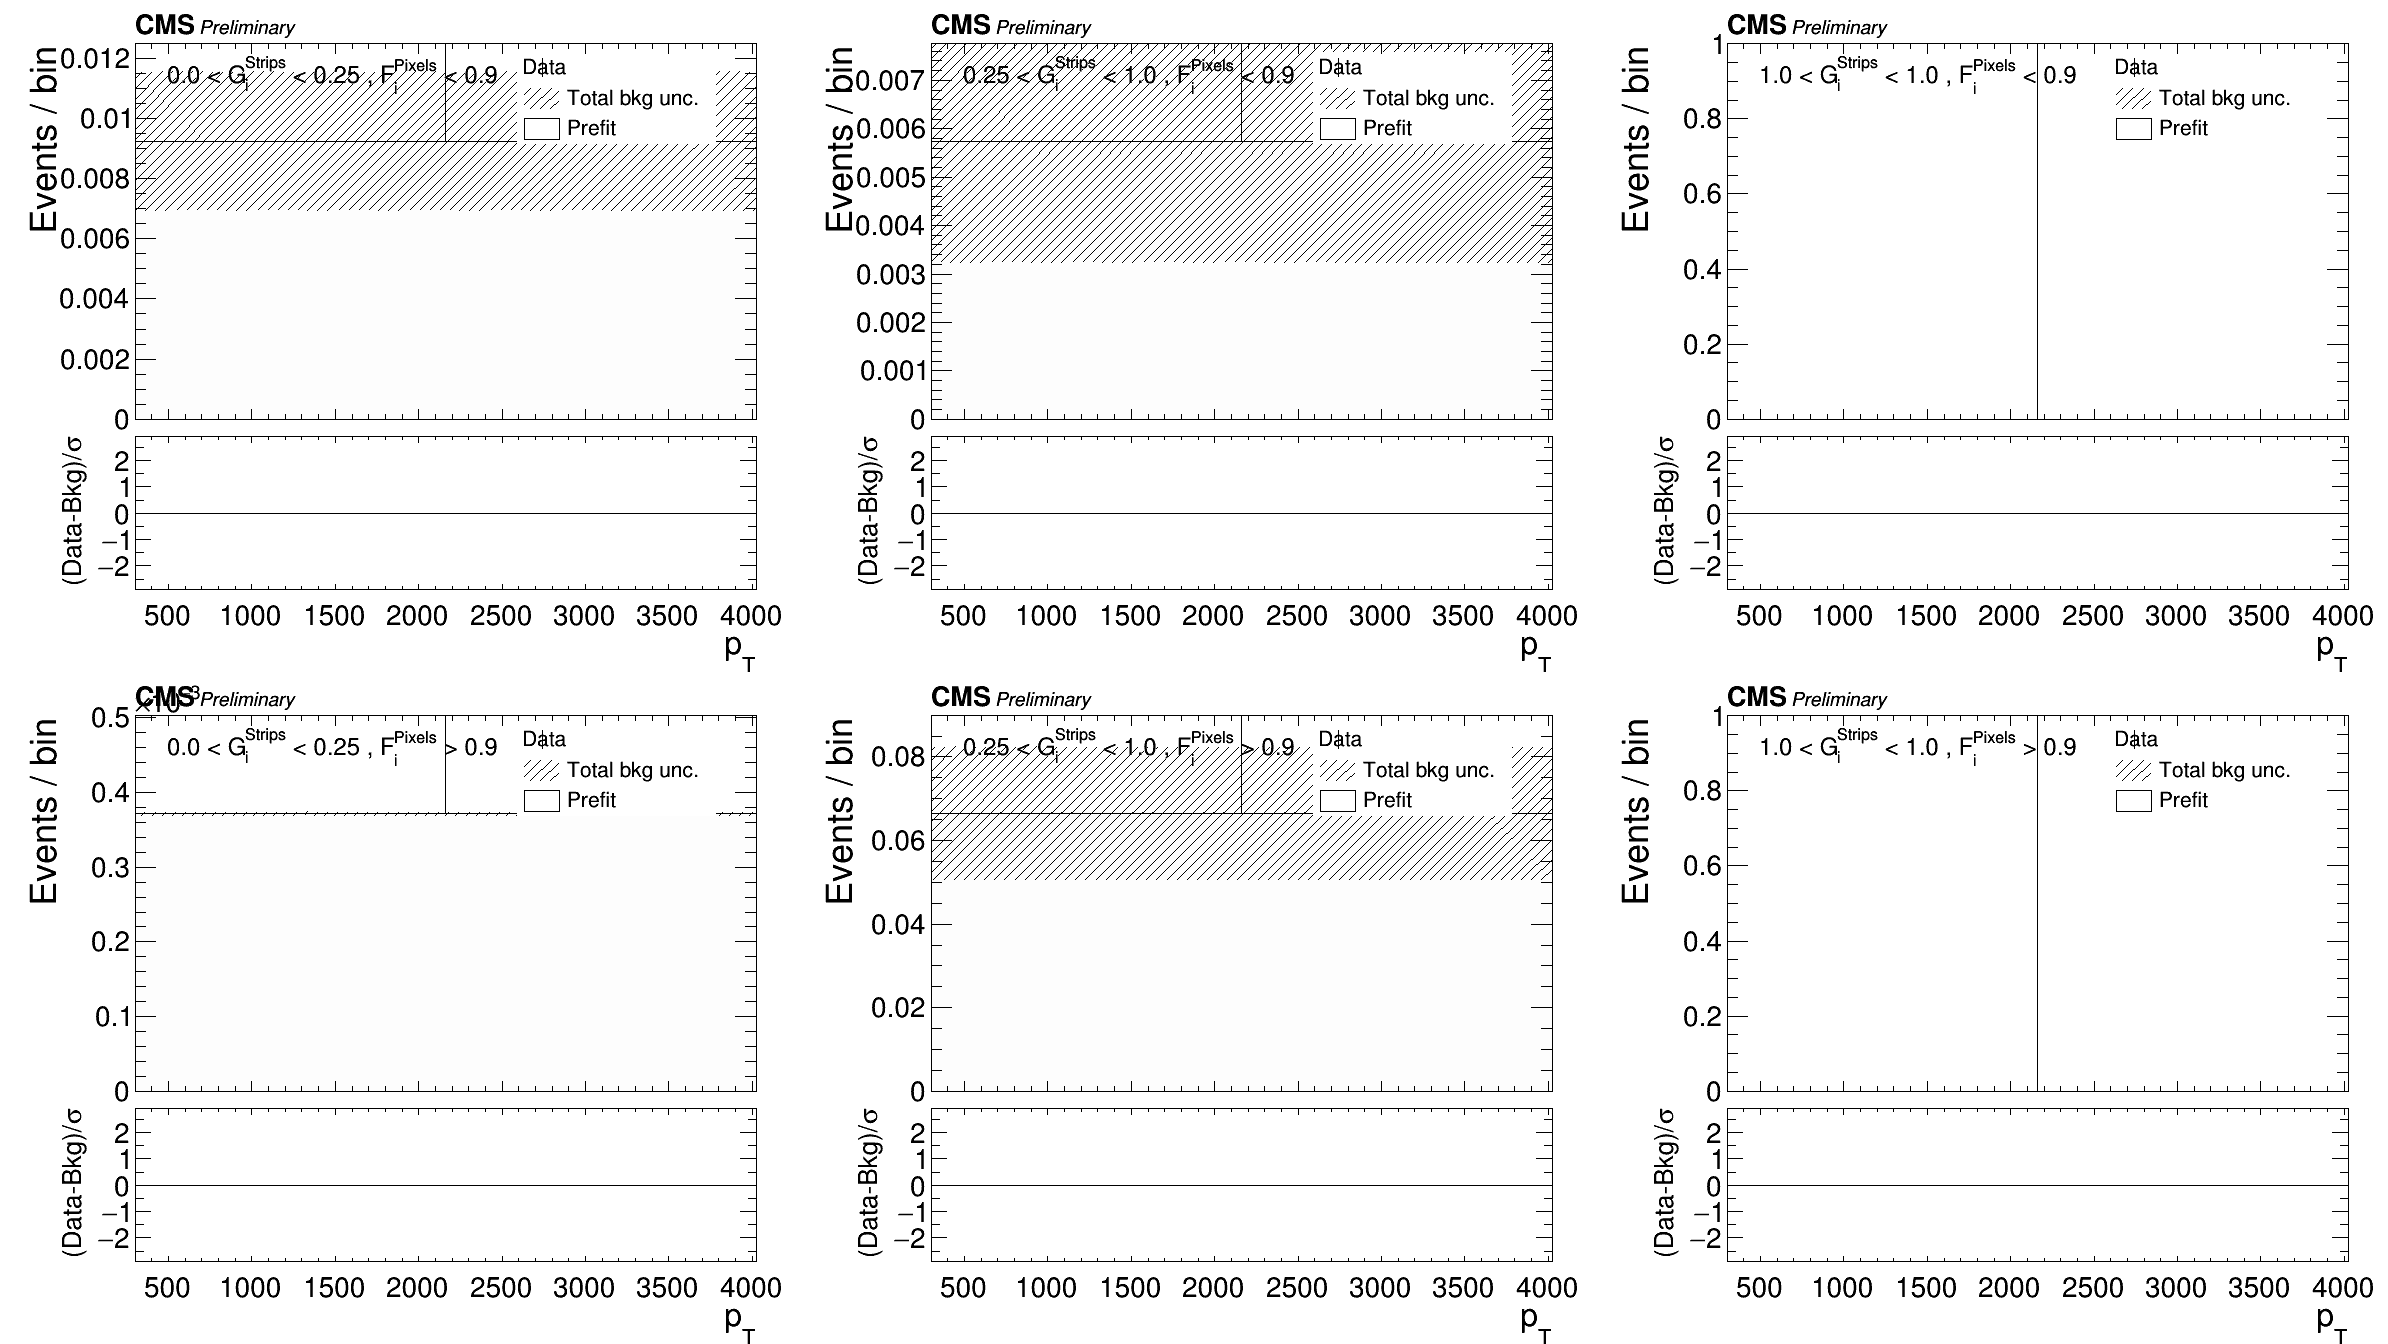 CMS Preliminary
Events / bin
0.0 < G_i^Strips < 0.25 , F_i^Pixels < 0.9
Data
Total bkg unc.
Prefit
0.012
0.01
0.008
0.006
0.004
0.002
0
(Data-Bkg)/σ
2
1
0
−1
−2
500 1000 1500 2000 2500 3000 3500 4000
p_T
CMS Preliminary
Events / bin
0.25 < G_i^Strips < 1.0 , F_i^Pixels < 0.9
Data
Total bkg unc.
Prefit
0.007
0.006
0.005
0.004
0.003
0.002
0.001
0
(Data-Bkg)/σ
2
1
0
−1
−2
500 1000 1500 2000 2500 3000 3500 4000
p_T
CMS Preliminary
Events / bin
1.0 < G_i^Strips < 1.0 , F_i^Pixels < 0.9
Data
Total bkg unc.
Prefit
1
0.8
0.6
0.4
0.2
0
(Data-Bkg)/σ
2
1
0
−1
−2
500 1000 1500 2000 2500 3000 3500 4000
p_T
CMS Preliminary
×10^−3
Events / bin
0.0 < G_i^Strips < 0.25 , F_i^Pixels > 0.9
Data
Total bkg unc.
Prefit
0.5
0.4
0.3
0.2
0.1
0
(Data-Bkg)/σ
2
1
0
−1
−2
500 1000 1500 2000 2500 3000 3500 4000
p_T
CMS Preliminary
Events / bin
0.25 < G_i^Strips < 1.0 , F_i^Pixels > 0.9
Data
Total bkg unc.
Prefit
0.08
0.06
0.04
0.02
0
(Data-Bkg)/σ
2
1
0
−1
−2
500 1000 1500 2000 2500 3000 3500 4000
p_T
CMS Preliminary
Events / bin
1.0 < G_i^Strips < 1.0 , F_i^Pixels > 0.9
Data
Total bkg unc.
Prefit
1
0.8
0.6
0.4
0.2
0
(Data-Bkg)/σ
2
1
0
−1
−2
500 1000 1500 2000 2500 3000 3500 4000
p_T